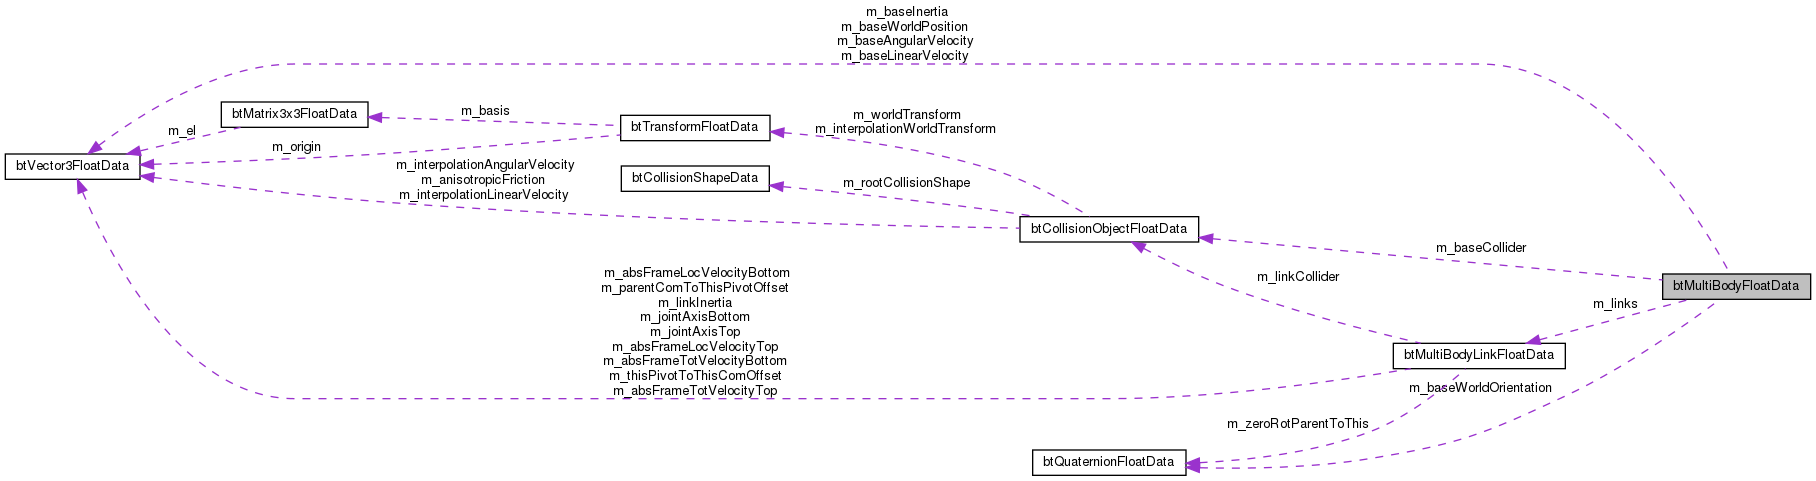 m_baseInertia
m_baseWorldPosition
m_baseAngularVelocity
m_baseLinearVelocity
btMatrix3x3FloatData
m_basis
m_el
btTransformFloatData
m_worldTransform
m_interpolationWorldTransform
m_origin
btVector3FloatData
m_interpolationAngularVelocity
m_anisotropicFriction
m_interpolationLinearVelocity
btCollisionShapeData
m_rootCollisionShape
btCollisionObjectFloatData
m_baseCollider
m_linkCollider
btMultiBodyFloatData
m_links
m_absFrameLocVelocityBottom
m_parentComToThisPivotOffset
m_linkInertia
m_jointAxisBottom
m_jointAxisTop
m_absFrameLocVelocityTop
m_absFrameTotVelocityBottom
m_thisPivotToThisComOffset
m_absFrameTotVelocityTop
btMultiBodyLinkFloatData
m_baseWorldOrientation
m_zeroRotParentToThis
btQuaternionFloatData